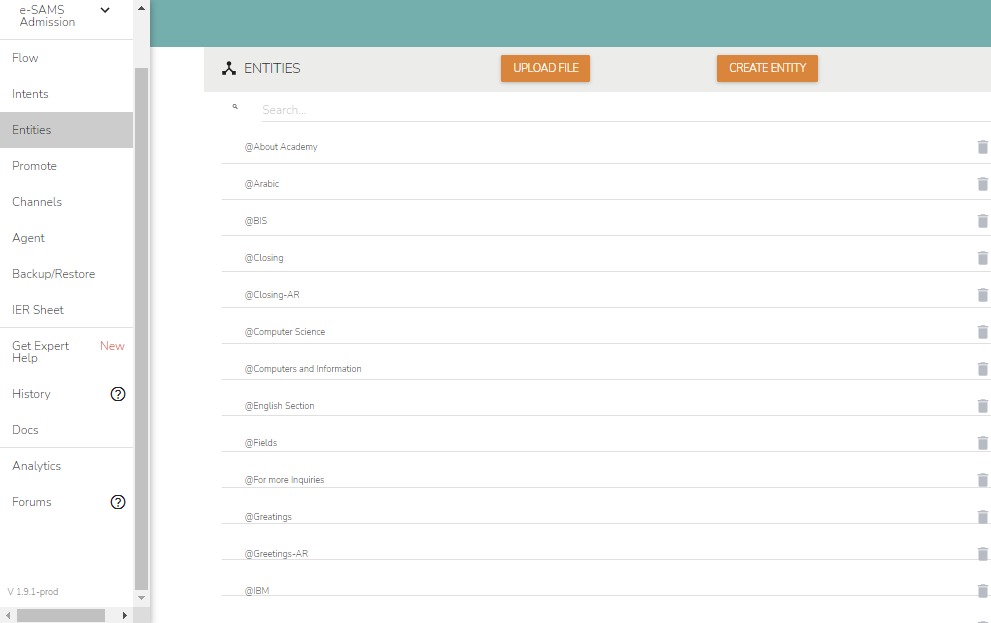 e-SAMS
Admission
Flow
Intents
Entities
Promote
Channels
Agent
Backup/Restore
IER Sheet
Get Expert
Help
New
History
Docs
Analytics
Forums
V 1.9.1-prod
ENTITIES
UPLOAD FILE
CREATE ENTITY
Search...
@About Academy
@Arabic
@BIS
@Closing
@Closing-AR
@Computer Science
@Computers and Information
@English Section
@Fields
@For more Inquiries
@Greatings
@Greetings-AR
@IBM